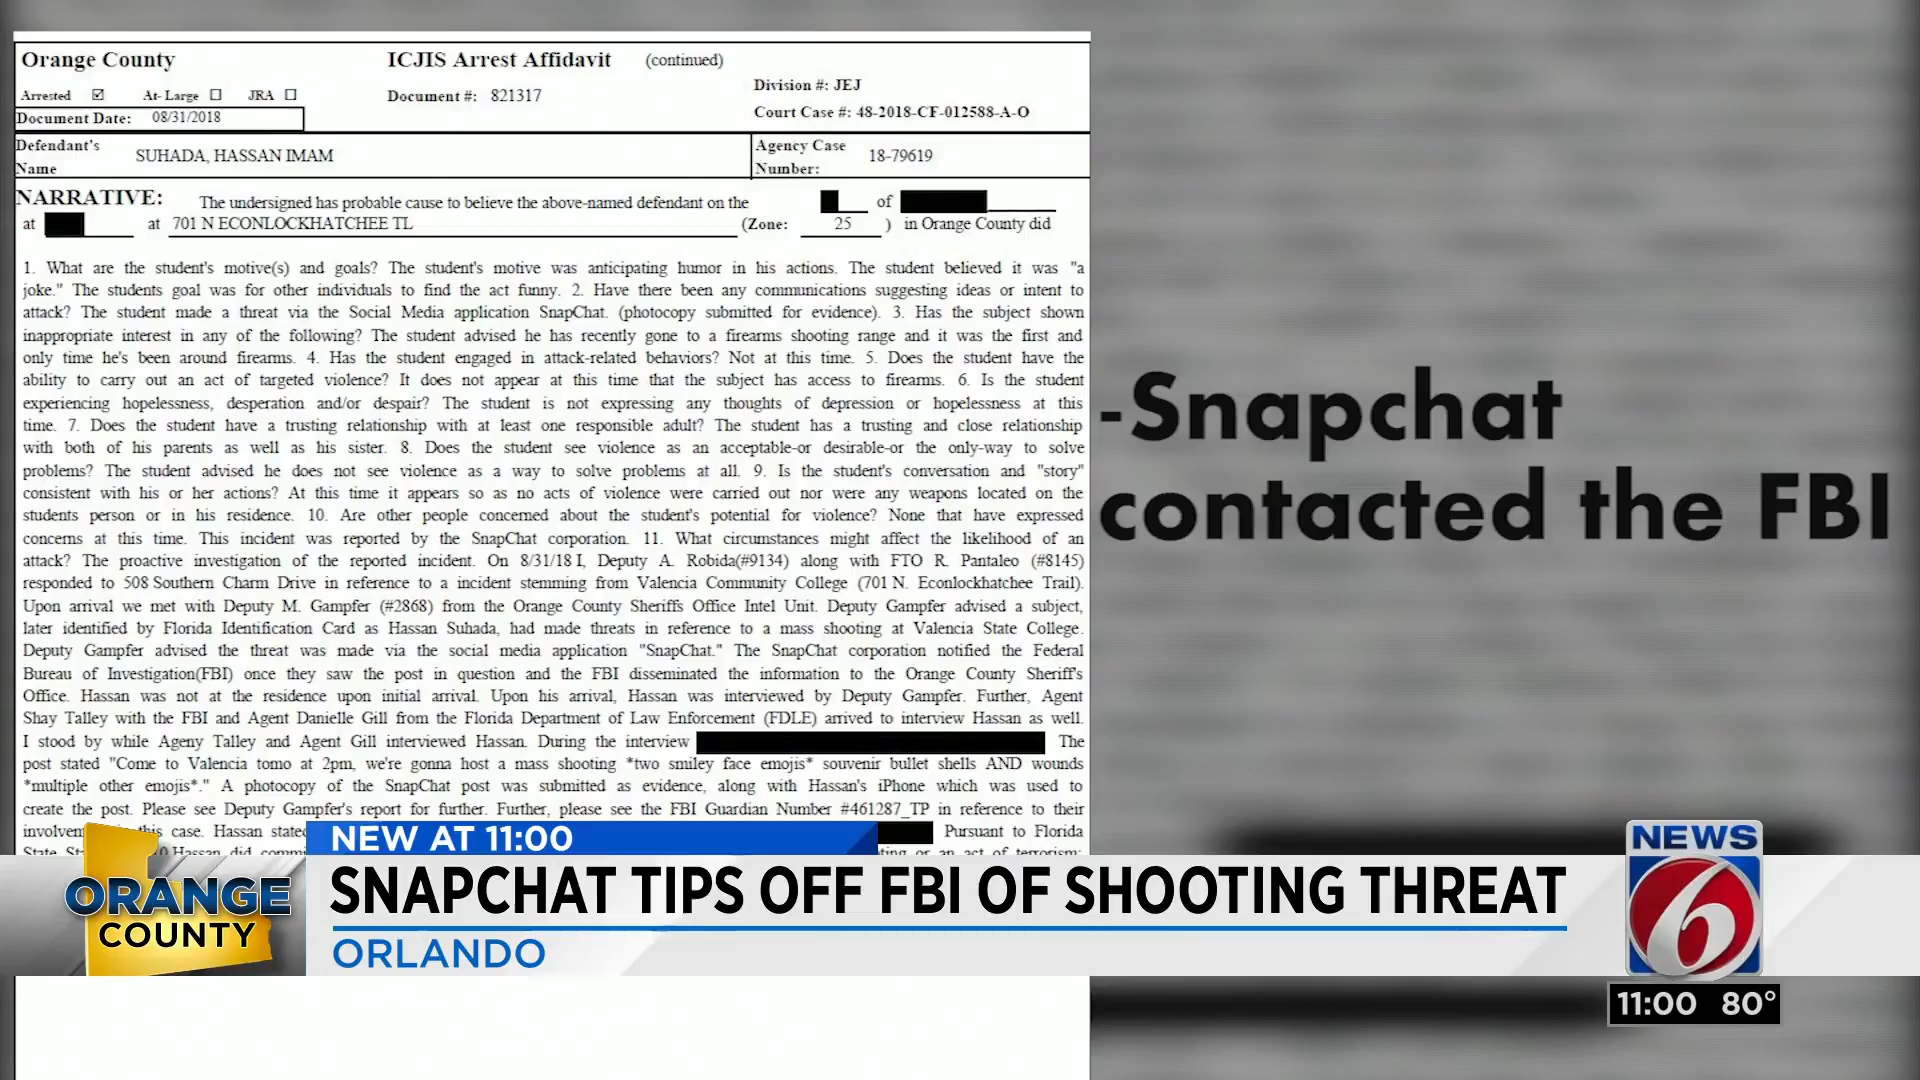 Orange County
ICJIS Arrest Affidavit (continued)
Arrested At- Large JRA
Document #: 821317
Division #: JEJ
Court Case #: 48-2018-CF-012588-A-O
Document Date: 08/31/2018
Defendant's Name SUHADA, HASSAN IMAM
Agency Case Number: 18-79619
NARRATIVE: The undersigned has probable cause to believe the above-named defendant on the of
at at 701 N ECONLOCKHATCHEE TL (Zone: 25 ) in Orange County did
1. What are the student's motive(s) and goals? The student's motive was anticipating humor in his actions. The student believed it was "a
joke." The students goal was for other individuals to find the act funny. 2. Have there been any communications suggesting ideas or intent to
attack? The student made a threat via the Social Media application SnapChat. (photocopy submitted for evidence). 3. Has the subject shown
inappropriate interest in any of the following? The student advised he has recently gone to a firearms shooting range and it was the first and
only time he's been around firearms. 4. Has the student engaged in attack-related behaviors? Not at this time. 5. Does the student have the
ability to carry out an act of targeted violence? It does not appear at this time that the subject has access to firearms. 6. Is the student
experiencing hopelessness, desperation and/or despair? The student is not expressing any thoughts of depression or hopelessness at this
time. 7. Does the student have a trusting relationship with at least one responsible adult? The student has a trusting and close relationship
with both of his parents as well as his sister. 8. Does the student see violence as an acceptable-or desirable-or the only-way to solve
problems? The student advised he does not see violence as a way to solve problems at all. 9. Is the student's conversation and "story"
consistent with his or her actions? At this time it appears so as no acts of violence were carried out nor were any weapons located on the
students person or in his residence. 10. Are other people concerned about the student's potential for violence? None that have expressed
concerns at this time. This incident was reported by the SnapChat corporation. 11. What circumstances might affect the likelihood of an
attack? The proactive investigation of the reported incident. On 8/31/18 I, Deputy A. Robida(#9134) along with FTO R. Pantaleo (#8145)
responded to 508 Southern Charm Drive in reference to a incident stemming from Valencia Community College (701 N. Econlockhatchee Trail).
Upon arrival we met with Deputy M. Gampfer (#2868) from the Orange County Sheriffs Office Intel Unit. Deputy Gampfer advised a subject,
later identified by Florida Identification Card as Hassan Suhada, had made threats in reference to a mass shooting at Valencia State College.
Deputy Gampfer advised the threat was made via the social media application "SnapChat." The SnapChat corporation notified the Federal
Bureau of Investigation(FBI) once they saw the post in question and the FBI disseminated the information to the Orange County Sheriff's
Office. Hassan was not at the residence upon initial arrival. Upon his arrival, Hassan was interviewed by Deputy Gampfer. Further, Agent
Shay Talley with the FBI and Agent Danielle Gill from the Florida Department of Law Enforcement (FDLE) arrived to interview Hassan as well.
I stood by while Ageny Talley and Agent Gill interviewed Hassan. During the interview The
post stated "Come to Valencia tomo at 2pm, we're gonna host a mass shooting *two smiley face emojis* souvenir bullet shells AND wounds
*multiple other emojis*." A photocopy of the SnapChat post was submitted as evidence, along with Hassan's iPhone which was used to
create the post. Please see Deputy Gampfer's report for further. Further, please see the FBI Guardian Number #461287_TP in reference to their
this case. Hassan Pursuant to Florida
State Hassan did or an act of terrorism;
-Snapchat
contacted the FBI
NEW AT 11:00
SNAPCHAT TIPS OFF FBI OF SHOOTING THREAT
ORLANDO
ORANGE
COUNTY
NEWS
6
11:00 80°